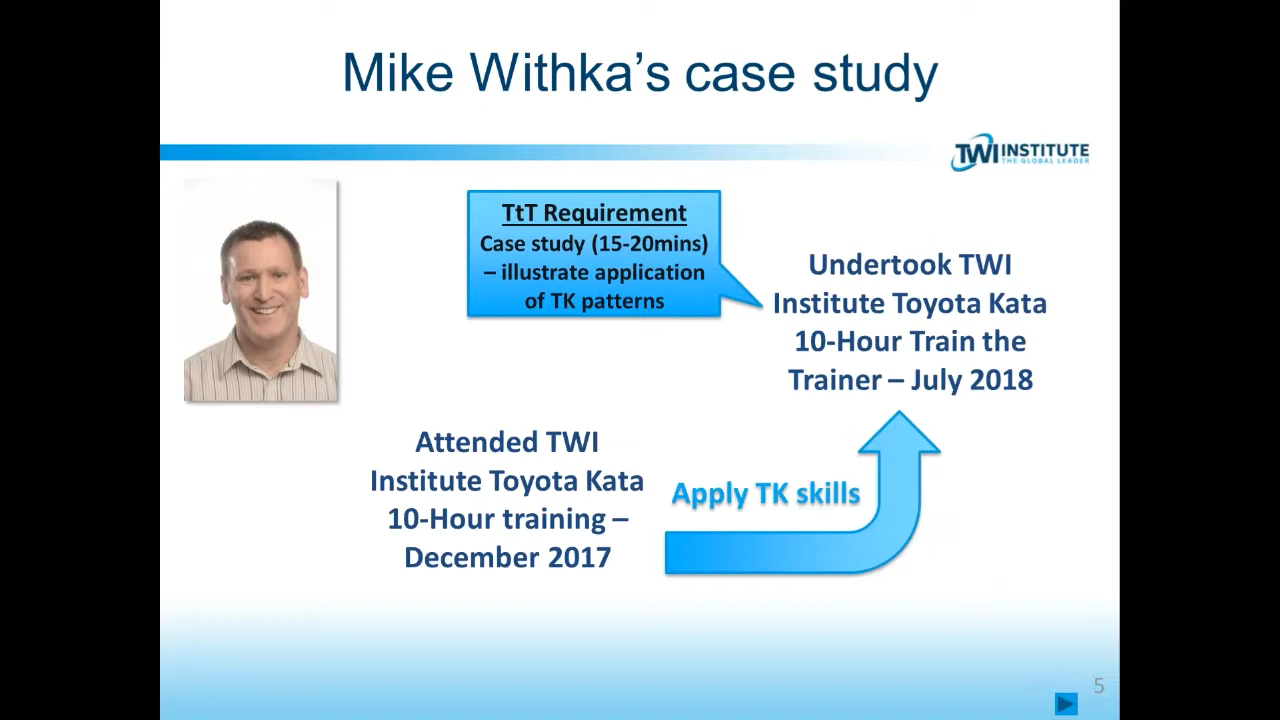 Mike Withka’s case study
TWI INSTITUTE
THE GLOBAL LEADER
TtT Requirement
Case study (15-20mins)
– illustrate application
of TK patterns
Undertook TWI
Institute Toyota Kata
10-Hour Train the
Trainer – July 2018
Attended TWI
Institute Toyota Kata
10-Hour training –
December 2017
Apply TK skills
5